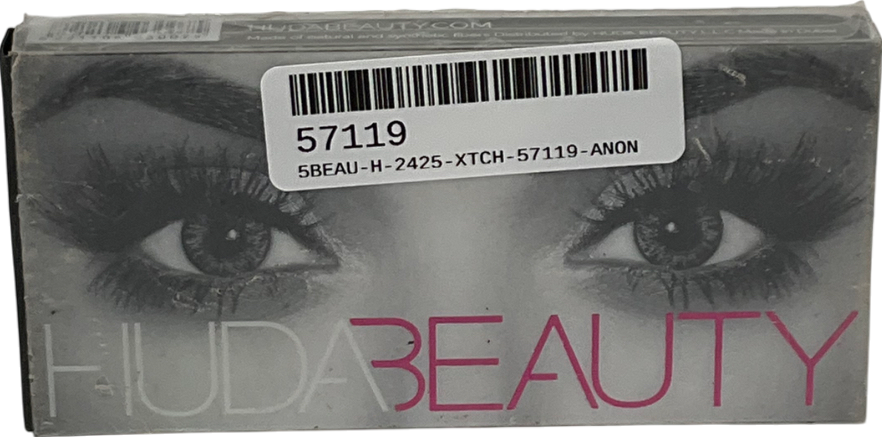 HUDABEAUTY.COM
Made of natural and synthetic fibers Distributed by HUDA BEAUTY LLC Made in
57119
5BEAU-H-2425-XTCH-57119-ANON
HUDABEAUTY